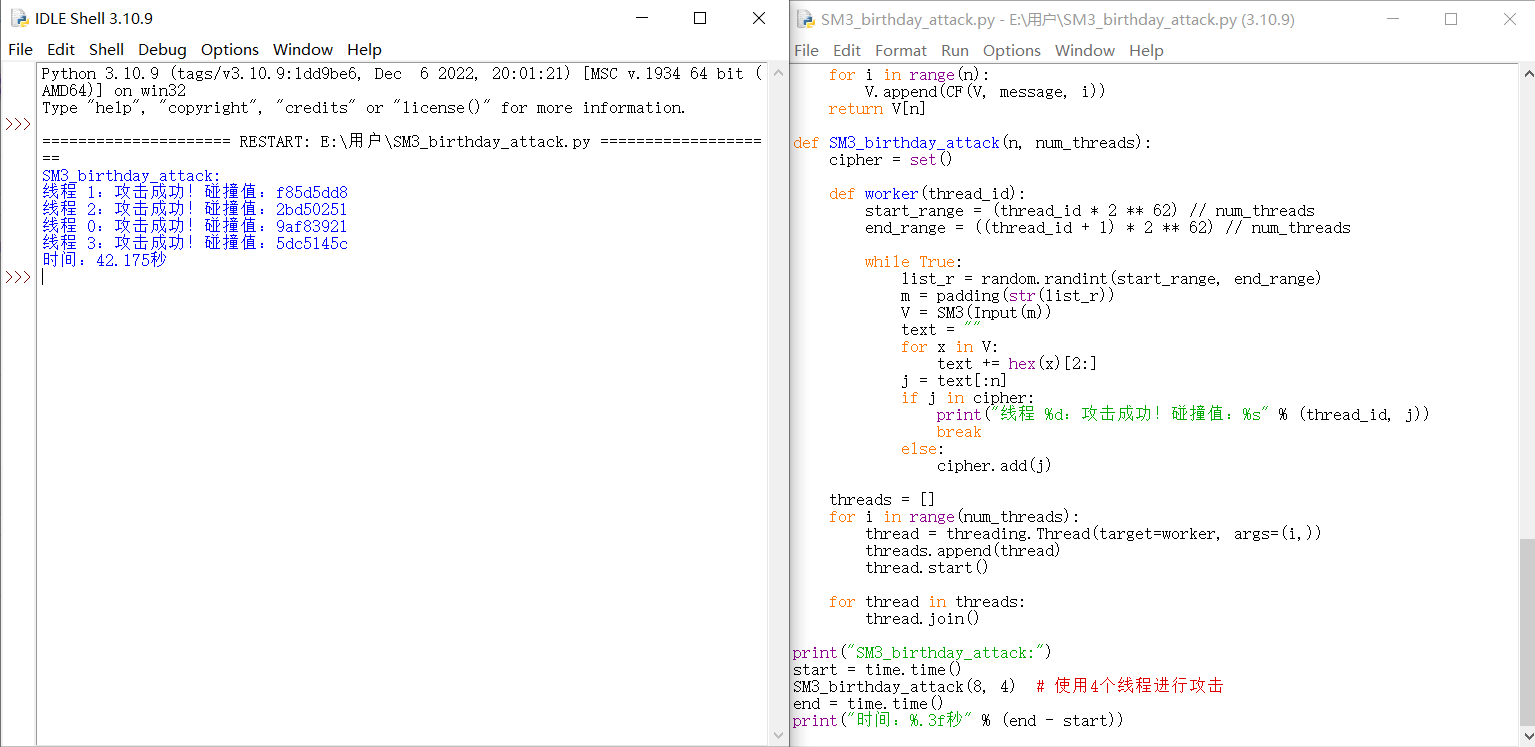 IDLE Shell 3.10.9
File Edit Shell Debug Options Window Help
Python 3.10.9 (tags/v3.10.9:1dd9be6, Dec  6 2022, 20:01:21) [MSC v.1934 64 bit (
AMD64)] on win32
Type "help", "copyright", "credits" or "license()" for more information.
>>>
===================== RESTART: E:\用户\SM3_birthday_attack.py ==================
==
SM3_birthday_attack:
线程 1：攻击成功！碰撞值：f85d5dd8
线程 2：攻击成功！碰撞值：2bd50251
线程 0：攻击成功！碰撞值：9af83921
线程 3：攻击成功！碰撞值：5dc5145c
时间：42.175秒
>>>
SM3_birthday_attack.py - E:\用户\SM3_birthday_attack.py (3.10.9)
File Edit Format Run Options Window Help
    for i in range(n):
        V.append(CF(V, message, i))
    return V[n]
def SM3_birthday_attack(n, num_threads):
    cipher = set()
    def worker(thread_id):
        start_range = (thread_id * 2 ** 62) // num_threads
        end_range = ((thread_id + 1) * 2 ** 62) // num_threads
        while True:
            list_r = random.randint(start_range, end_range)
            m = padding(str(list_r))
            V = SM3(Input(m))
            text = ""
            for x in V:
                text += hex(x)[2:]
            j = text[:n]
            if j in cipher:
                print("线程 %d：攻击成功！碰撞值：%s" % (thread_id, j))
                break
            else:
                cipher.add(j)
    threads = []
    for i in range(num_threads):
        thread = threading.Thread(target=worker, args=(i,))
        threads.append(thread)
        thread.start()
    for thread in threads:
        thread.join()
print("SM3_birthday_attack:")
start = time.time()
SM3_birthday_attack(8, 4)  # 使用4个线程进行攻击
end = time.time()
print("时间：%.3f秒" % (end - start))